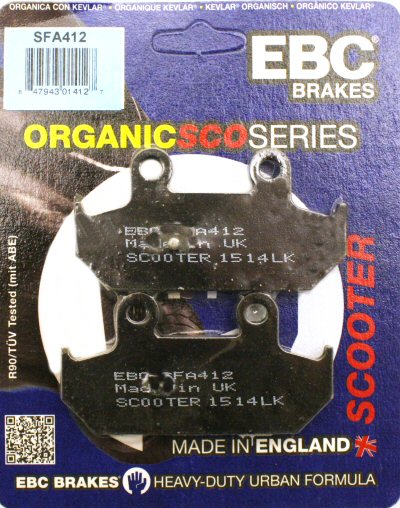 ORGANICA CON KEVLAR® • ORGANIQUE KEVLAR® • KEVLAR® ORGANISCH • ORGANIC KEVLAR®
SFA412
6 47943 01412 7
EBC
BRAKES
ORGANICSCOSERIES
EBC SFA412
Made in UK
SCOOTER 1514LK
EBC SFA412
Made in UK
SCOOTER 1514LK
SCOOTER
R90/TÜV Tested (mit ABE)
MADE IN ENGLAND
EBC BRAKES HEAVY-DUTY URBAN FORMULA